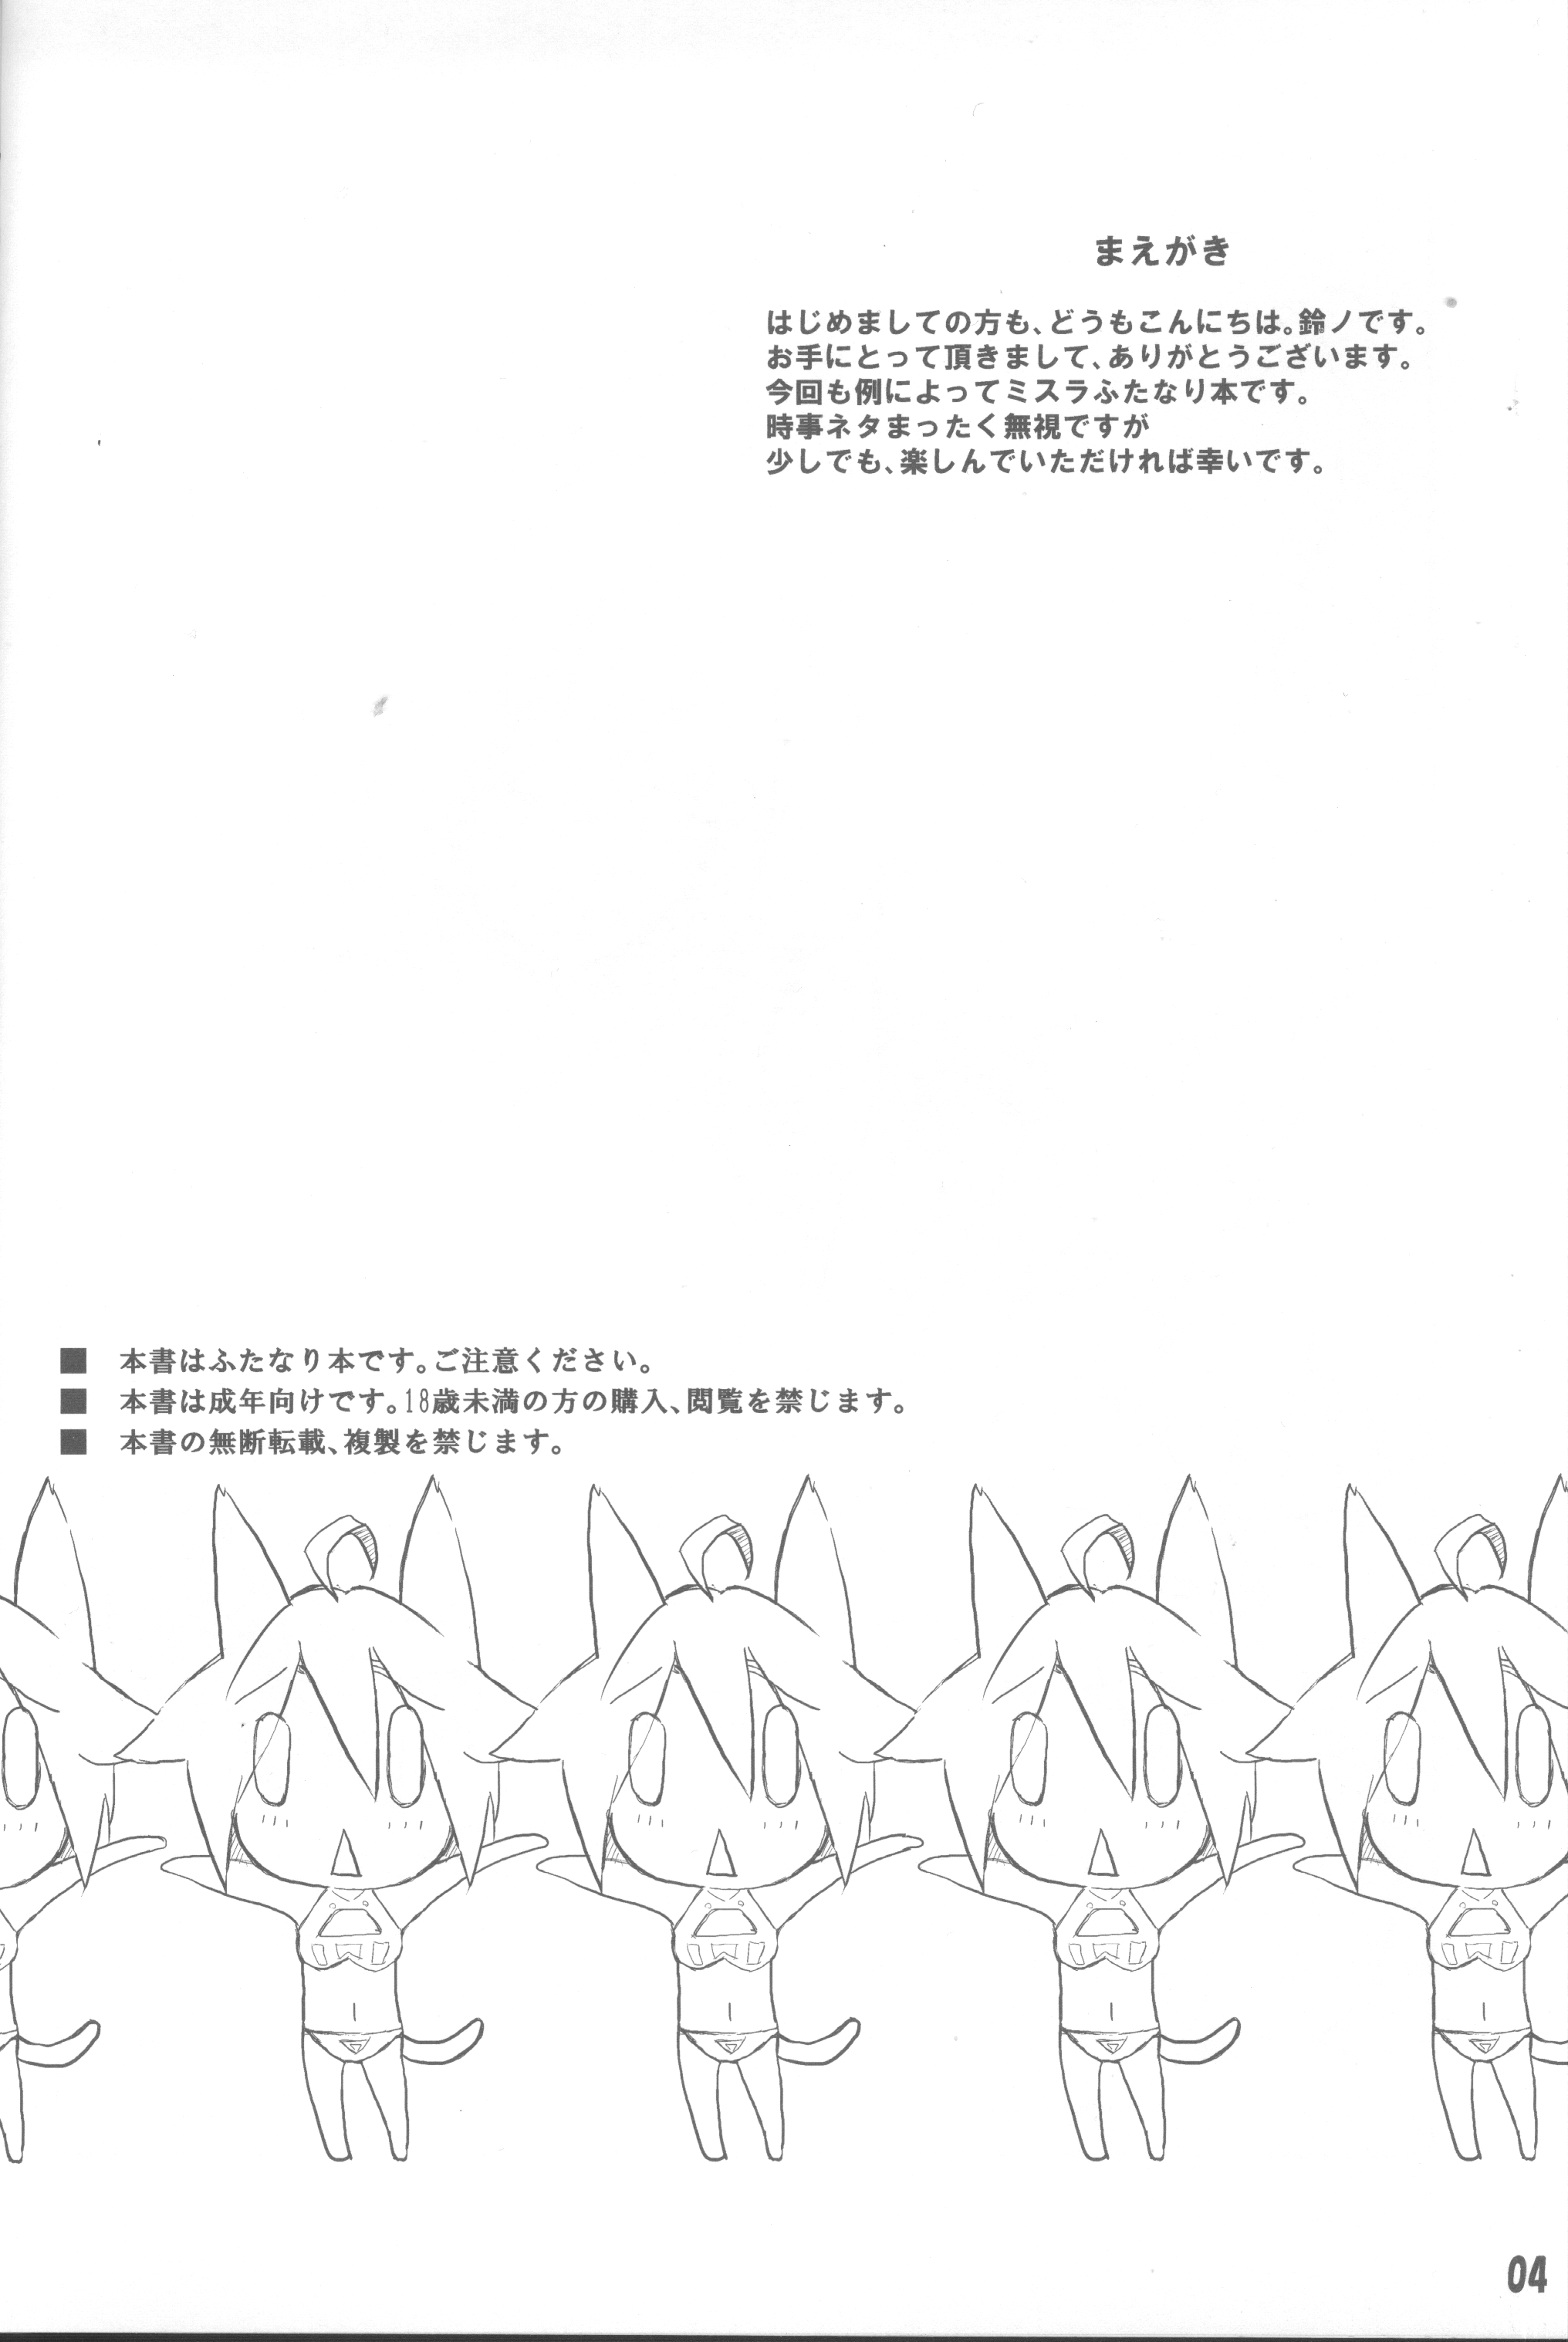 まえがき
はじめましての方も、どうもこんにちは。鈴ノです。
お手にとって頂きまして、ありがとうございます。
今回も例によってミスラふたなり本です。
時事ネタまったく無視ですが
少しでも、楽しんでいただければ幸いです。
■ 本書はふたなり本です。ご注意ください。
■ 本書は成年向けです。18歳未満の方の購入、閲覧を禁じます。
■ 本書の無断転載、複製を禁じます。
04